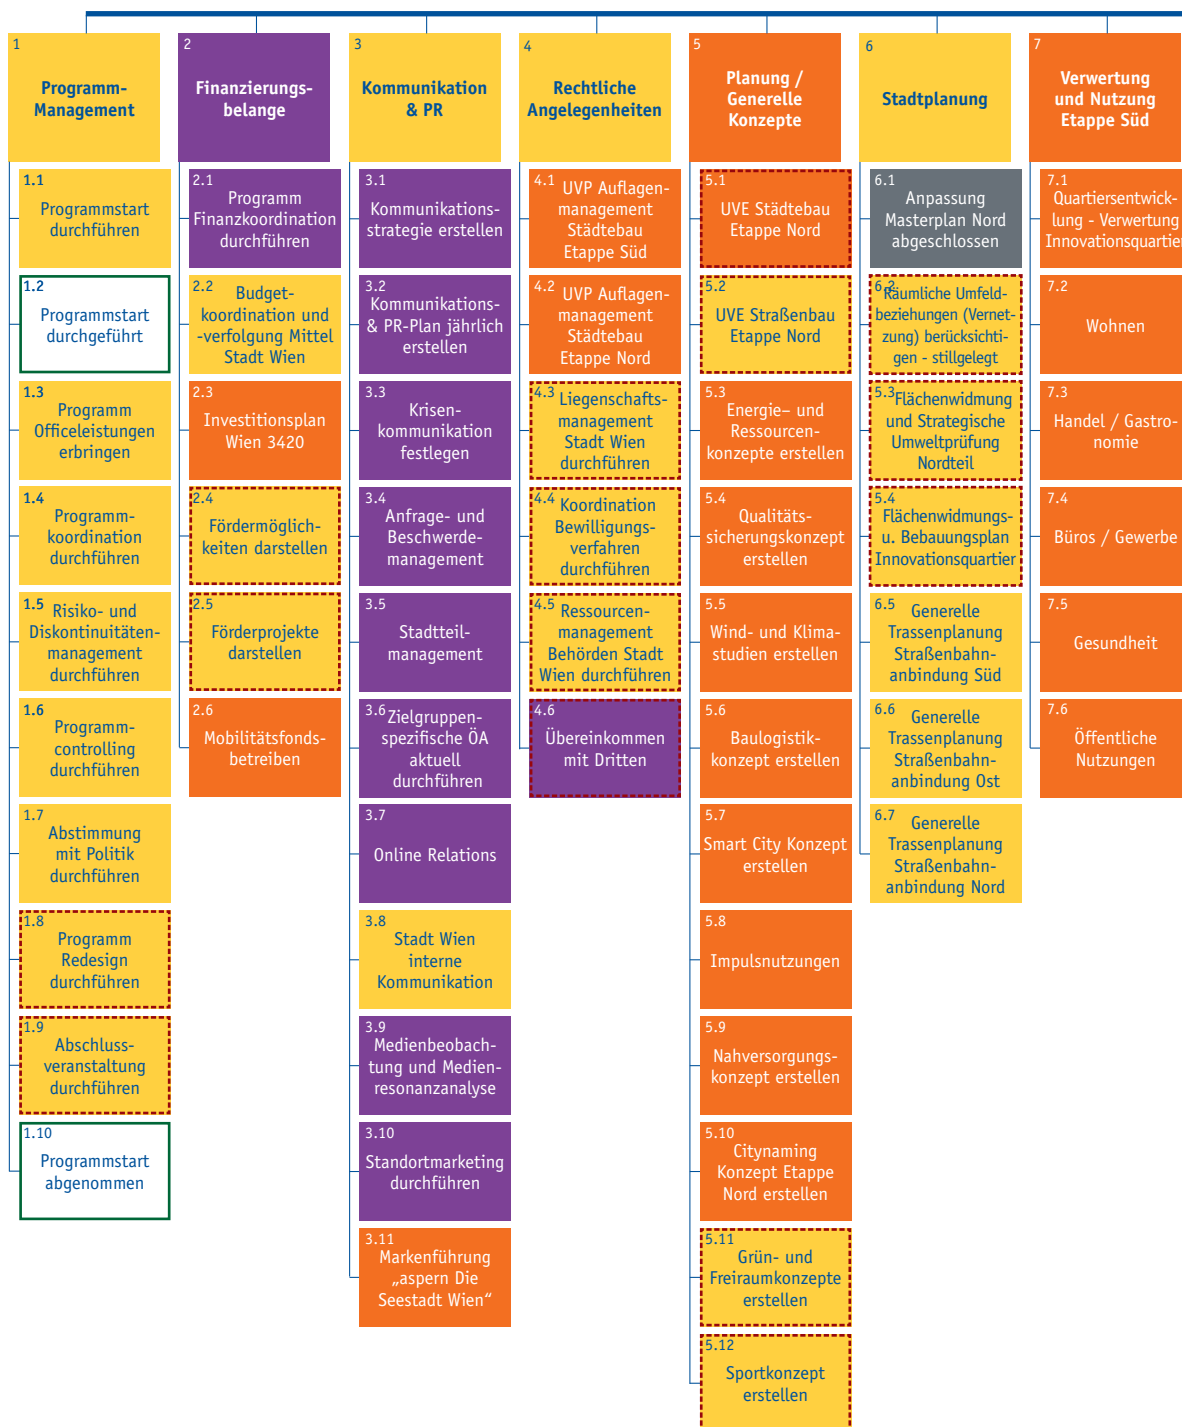 1
Programm-
Management
1.1
Programmstart
durchführen
1.2
Programmstart
durchgeführt
1.3
Programm
Officeleistungen
erbringen
1.4
Programm-
koordination
durchführen
1.5
Risiko- und
Diskontinuitäten-
management
durchführen
1.6
Programm-
controlling
durchführen
1.7
Abstimmung
mit Politik
durchführen
1.8
Programm
Redesign
durchführen
1.9
Abschluss-
veranstaltung
durchführen
1.10
Programmstart
abgenommen
2
Finanzierungs-
belange
2.1
Programm
Finanzkoordination
durchführen
2.2
Budget-
koordination und
-verfolgung Mittel
Stadt Wien
2.3
Investitionsplan
Wien 3420
2.4
Fördermöglich-
keiten darstellen
2.5
Förderprojekte
darstellen
2.6
Mobilitätsfonds-
betreiben
3
Kommunikation
& PR
3.1
Kommunikations-
strategie erstellen
3.2
Kommunikations-
& PR-Plan jährlich
erstellen
3.3
Krisen-
kommunikation
festlegen
3.4
Anfrage- und
Beschwerde-
management
3.5
Stadtteil-
management
3.6
Zielgruppen-
spezifische ÖA
aktuell
durchführen
3.7
Online Relations
3.8
Stadt Wien
interne
Kommunikation
3.9
Medienbeobach-
tung und Medien-
resonanzanalyse
3.10
Standortmarketing
durchführen
3.11
Markenführung
„aspern Die
Seestadt Wien“
4
Rechtliche
Angelegenheiten
4.1
UVP Auflagen-
management
Städtebau
Etappe Süd
4.2
UVP Auflagen-
management
Städtebau
Etappe Nord
4.3
Liegenschafts-
management
Stadt Wien
durchführen
4.4
Koordination
Bewilligungs-
verfahren
durchführen
4.5
Ressourcen-
management
Behörden Stadt
Wien durchführen
4.6
Übereinkommen
mit Dritten
5
Planung /
Generelle
Konzepte
5.1
UVE Städtebau
Etappe Nord
5.2
UVE Straßenbau
Etappe Nord
5.3
Energie– und
Ressourcen-
konzepte erstellen
5.4
Qualitäts-
sicherungskonzept
erstellen
5.5
Wind- und Klima-
studien erstellen
5.6
Baulogistik-
konzept erstellen
5.7
Smart City Konzept
erstellen
5.8
Impulsnutzungen
5.9
Nahversorgungs-
konzept erstellen
5.10
Citynaming
Konzept Etappe
Nord erstellen
5.11
Grün- und
Freiraumkonzepte
erstellen
5.12
Sportkonzept
erstellen
6
Stadtplanung
6.1
Anpassung
Masterplan Nord
abgeschlossen
6.2
Räumliche Umfeld-
beziehungen (Vernet-
zung) berücksichti-
gen - stillgelegt
5.3
Flächenwidmung
und Strategische
Umweltprüfung
Nordteil
5.4
Flächenwidmungs-
u. Bebauungsplan
Innovationsquartier
6.5
Generelle
Trassenplanung
Straßenbahn-
anbindung Süd
6.6
Generelle
Trassenplanung
Straßenbahn-
anbindung Ost
6.7
Generelle
Trassenplanung
Straßenbahn-
anbindung Nord
7
Verwertung
und Nutzung
Etappe Süd
7.1
Quartiersentwick-
lung - Verwertung
Innovationsquartier
7.2
Wohnen
7.3
Handel / Gastro-
nomie
7.4
Büros / Gewerbe
7.5
Gesundheit
7.6
Öffentliche
Nutzungen